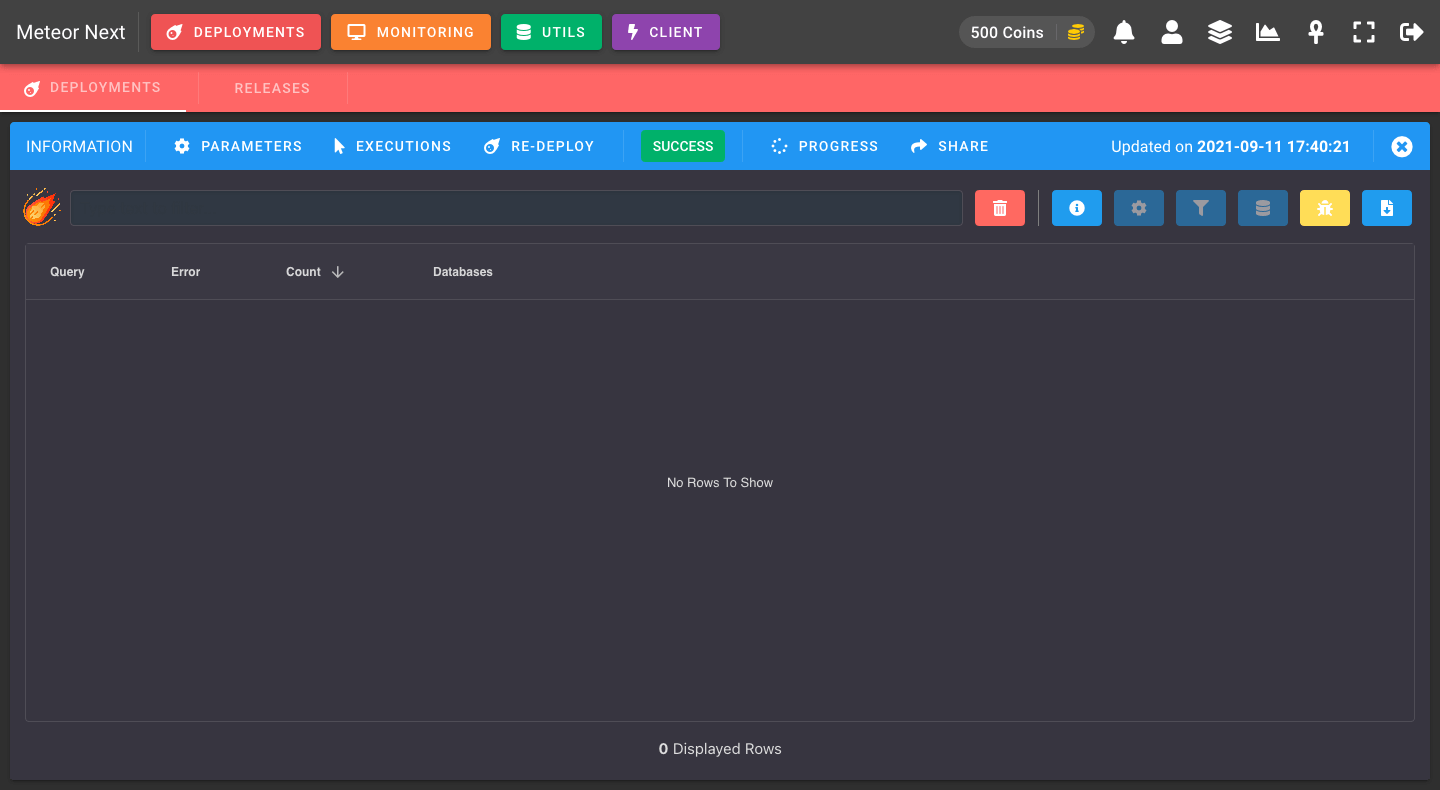 Meteor Next DEPLOYMENTS MONITORING UTILS CLIENT 500 Coins
DEPLOYMENTS RELEASES
INFORMATION PARAMETERS EXECUTIONS RE-DEPLOY SUCCESS PROGRESS SHARE Updated on 2021-09-11 17:40:21
Query Error Count Databases
No Rows To Show
0 Displayed Rows